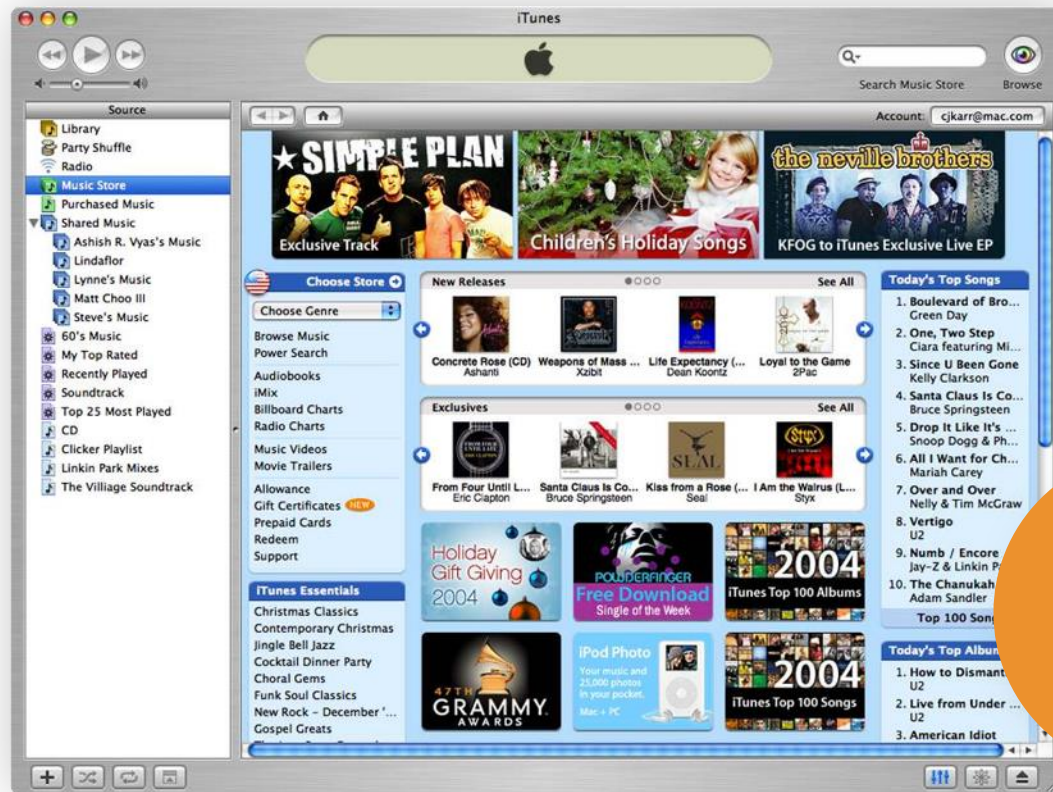 iTunes
Search Music Store
Browse
Source
Library
Party Shuffle
Radio
Music Store
Purchased Music
Shared Music
Ashish R. Vyas's Music
Lindaflor
Lynne's Music
Matt Choo III
Steve's Music
60's Music
My Top Rated
Recently Played
Soundtrack
Top 25 Most Played
CD
Clicker Playlist
Linkin Park Mixes
The Villiage Soundtrack
Account: cjkarr@mac.com
SIMPLE PLAN
Exclusive Track
Children's Holiday Songs
the neville brothers
KFOG to iTunes Exclusive Live EP
Choose Store
Choose Genre
Browse Music
Power Search
Audiobooks
iMix
Billboard Charts
Radio Charts
Music Videos
Movie Trailers
Allowance
Gift Certificates NEW
Prepaid Cards
Redeem
Support
iTunes Essentials
Christmas Classics
Contemporary Christmas
Jingle Bell Jazz
Cocktail Dinner Party
Choral Gems
Funk Soul Classics
New Rock – December '...
Gospel Greats
New Releases
See All
Concrete Rose (CD)
Ashanti
Weapons of Mass ...
Xzibit
Life Expectancy (...
Dean Koontz
Loyal to the Game
2Pac
Exclusives
See All
FROM FOUR
UNTIL LATE
SEAL
Styx
From Four Until L...
Eric Clapton
Santa Claus Is Co...
Bruce Springsteen
Kiss from a Rose (...
Seal
I Am the Walrus (L...
Styx
Holiday
Gift Giving
2004
POWDERFINGER
Free Download
Single of the Week
2004
iTunes Top 100 Albums
47TH
GRAMMY
AWARDS
iPod Photo
Your music and
25,000 photos
in your pocket.
Mac + PC
2004
iTunes Top 100 Songs
Today's Top Songs
1. Boulevard of Bro...
Green Day
2. One, Two Step
Ciara featuring Mi...
3. Since U Been Gone
Kelly Clarkson
4. Santa Claus Is Co...
Bruce Springsteen
5. Drop It Like It's ...
Snoop Dogg & Ph...
6. All I Want for Ch...
Mariah Carey
7. Over and Over
Nelly & Tim McGraw
8. Vertigo
U2
9. Numb / Encore
Jay-Z & Linkin
10. The Chanukah
Adam Sandler
Top 100
Today's Top
1. How to
U2
2. Live from Under
U2
3. American Idiot